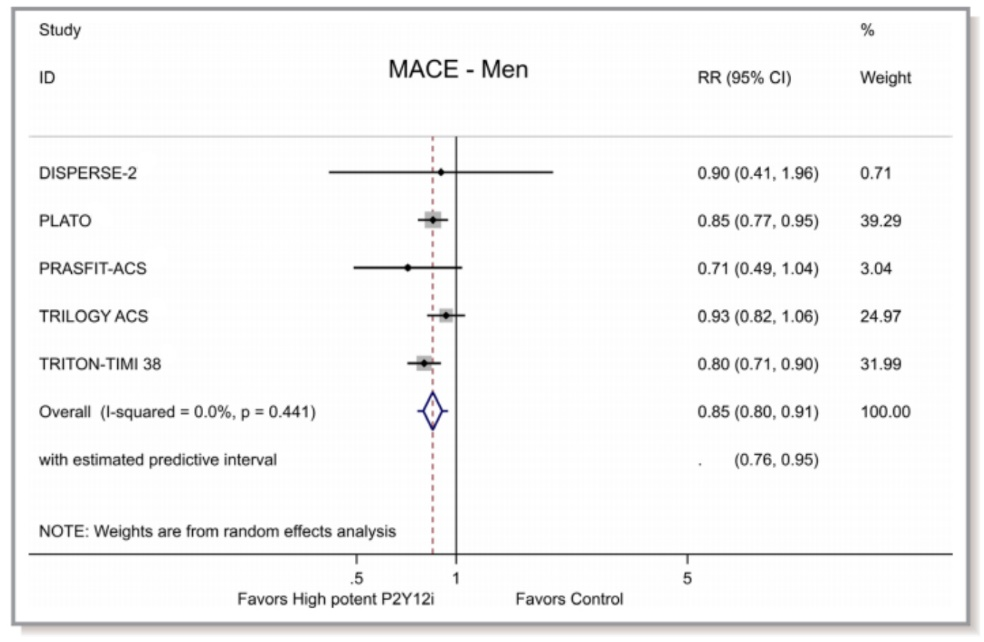 Study %
MACE - Men
ID RR (95% CI) Weight
DISPERSE-2 0.90 (0.41, 1.96) 0.71
PLATO 0.85 (0.77, 0.95) 39.29
PRASFIT-ACS 0.71 (0.49, 1.04) 3.04
TRILOGY ACS 0.93 (0.82, 1.06) 24.97
TRITON-TIMI 38 0.80 (0.71, 0.90) 31.99
Overall (I-squared = 0.0%, p = 0.441) 0.85 (0.80, 0.91) 100.00
with estimated predictive interval . (0.76, 0.95)
NOTE: Weights are from random effects analysis
.5 1 5
Favors High potent P2Y12i Favors Control